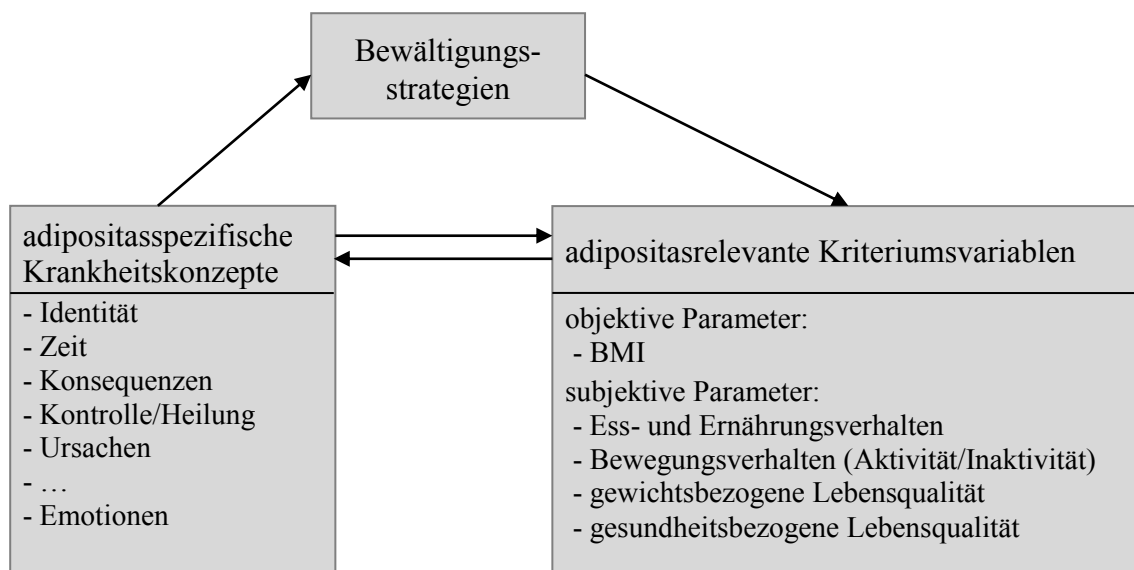 Bewältigungs-
strategien
adipositasspezifische
Krankheitskonzepte
- Identität
- Zeit
- Konsequenzen
- Kontrolle/Heilung
- Ursachen
- …
- Emotionen
adipositasrelevante Kriteriumsvariablen
objektive Parameter:
- BMI
subjektive Parameter:
- Ess- und Ernährungsverhalten
- Bewegungsverhalten (Aktivität/Inaktivität)
- gewichtsbezogene Lebensqualität
- gesundheitsbezogene Lebensqualität